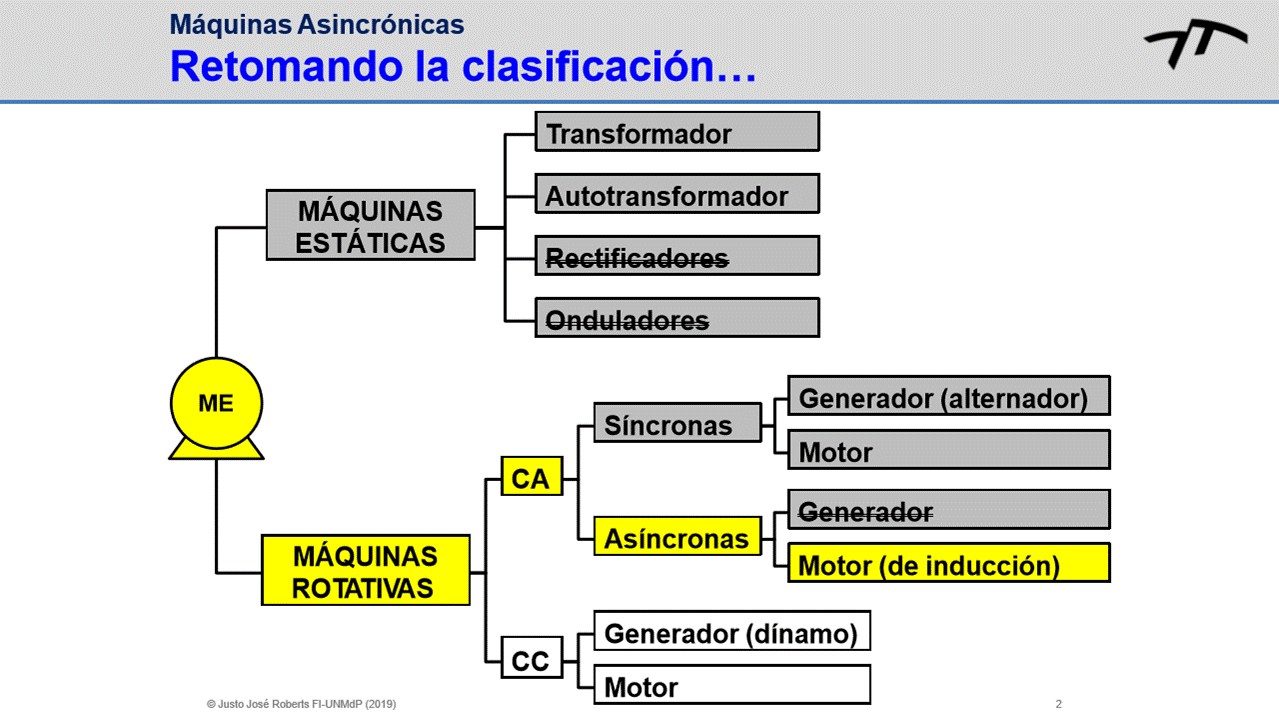 Máquinas Asincrónicas
Retomando la clasificación…
Transformador
Autotransformador
MÁQUINAS
ESTÁTICAS
Rectificadores
Onduladores
ME
Generador (alternador)
Síncronas
Motor
CA
Generador
Asíncronas
Motor (de inducción)
MÁQUINAS
ROTATIVAS
Generador (dínamo)
CC
Motor
© Justo José Roberts FI-UNMdP (2019)
2